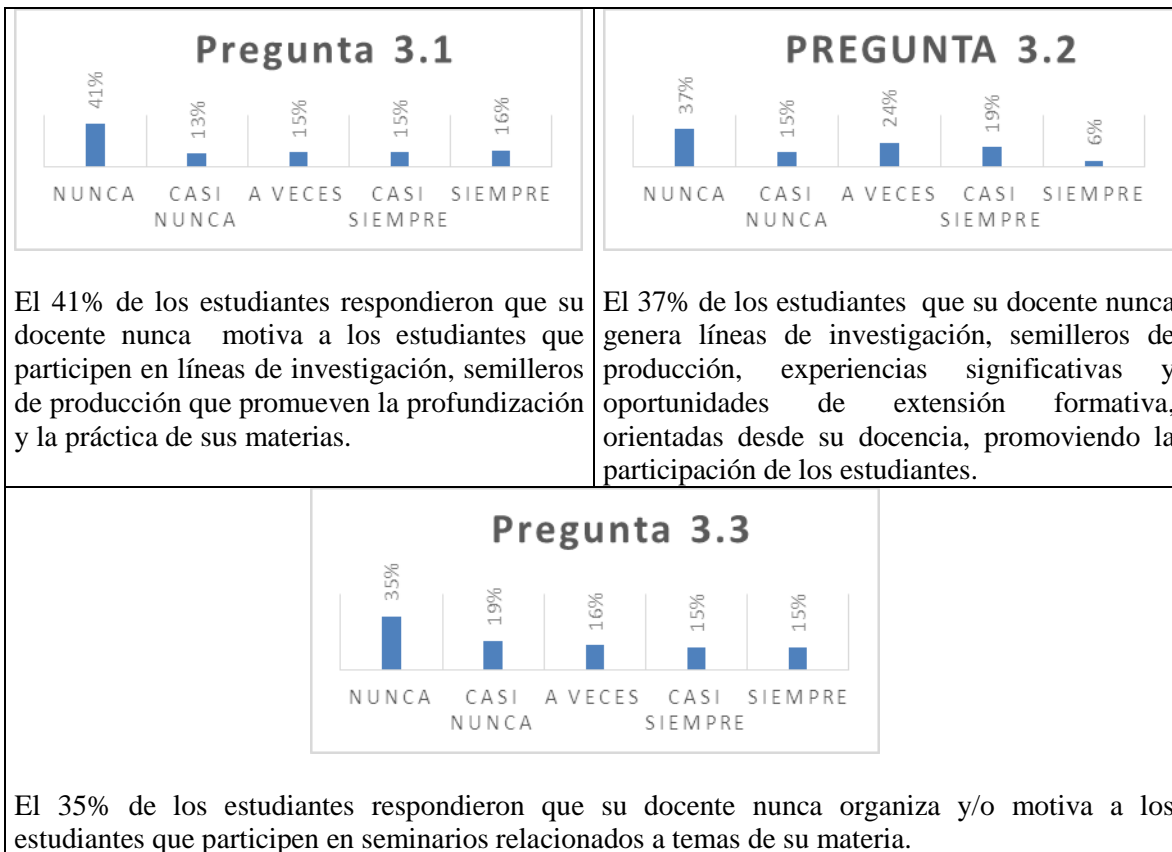 Pregunta 3.1
41%
13%
15%
15%
16%
NUNCA
CASI NUNCA
A VECES
CASI SIEMPRE
SIEMPRE
El 41% de los estudiantes respondieron que su
docente nunca motiva a los estudiantes que
participen en líneas de investigación, semilleros
de producción que promueven la profundización
y la práctica de sus materias.
PREGUNTA 3.2
37%
15%
24%
19%
6%
NUNCA
CASI NUNCA
A VECES
CASI SIEMPRE
SIEMPRE
El 37% de los estudiantes que su docente nunca
genera líneas de investigación, semilleros de
producción, experiencias significativas y
oportunidades de extensión formativa,
orientadas desde su docencia, promoviendo la
participación de los estudiantes.
Pregunta 3.3
35%
19%
16%
15%
15%
NUNCA
CASI NUNCA
A VECES
CASI SIEMPRE
SIEMPRE
El 35% de los estudiantes respondieron que su docente nunca organiza y/o motiva a los
estudiantes que participen en seminarios relacionados a temas de su materia.